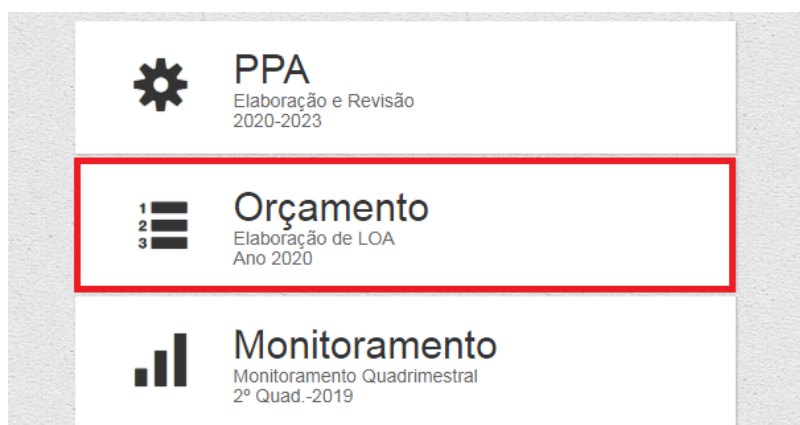 PPA
Elaboração e Revisão
2020-2023
1
2
3
Orçamento
Elaboração de LOA
Ano 2020
Monitoramento
Monitoramento Quadrimestral
2º Quad.-2019